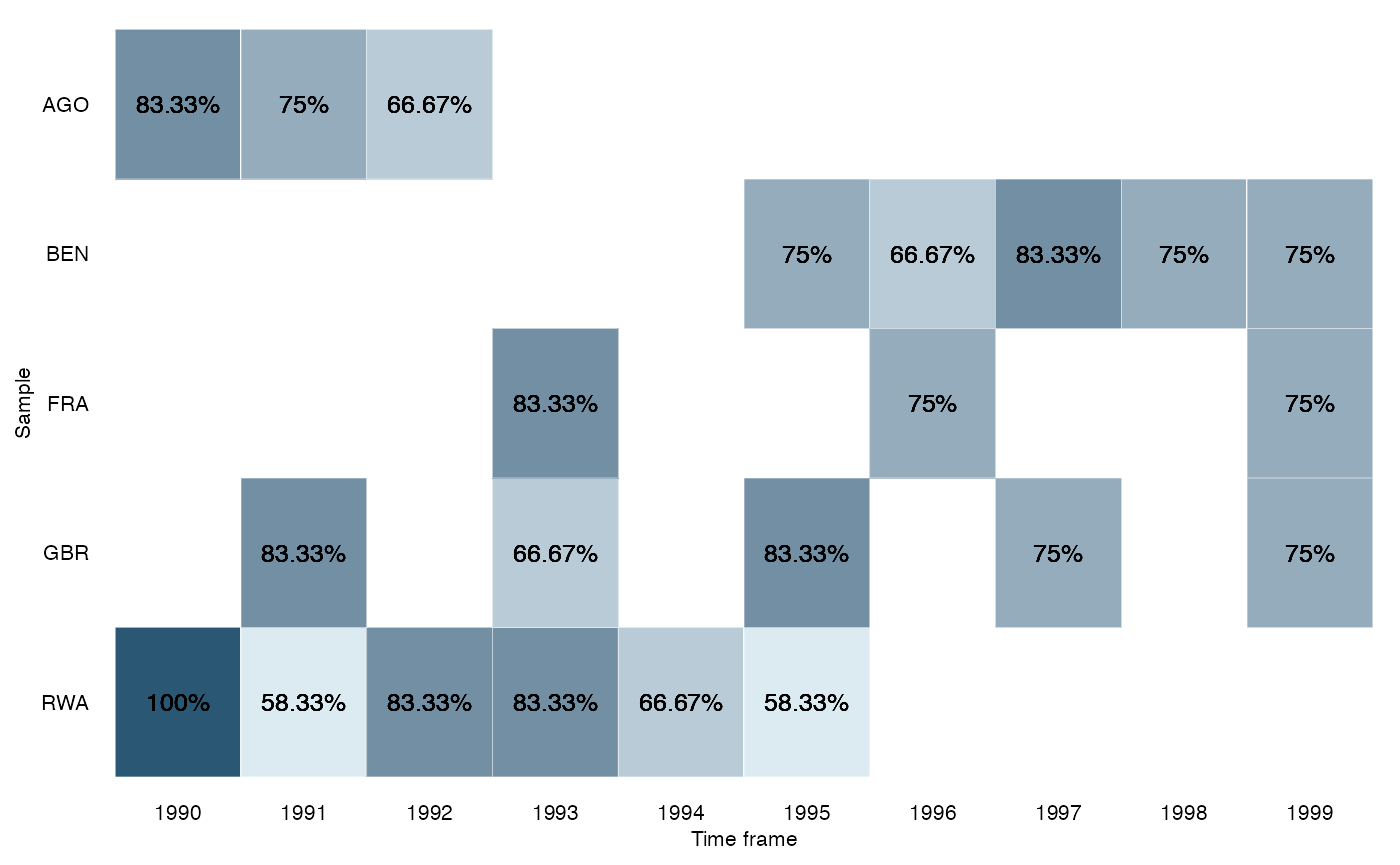 AGO 83.33% 75% 66.67%
BEN 75% 66.67% 83.33% 75% 75%
Sample
FRA 83.33% 75% 75%
GBR 83.33% 66.67% 83.33% 75% 75%
RWA 100% 58.33% 83.33% 83.33% 66.67% 58.33%
1990 1991 1992 1993 1994 1995 1996 1997 1998 1999
Time frame